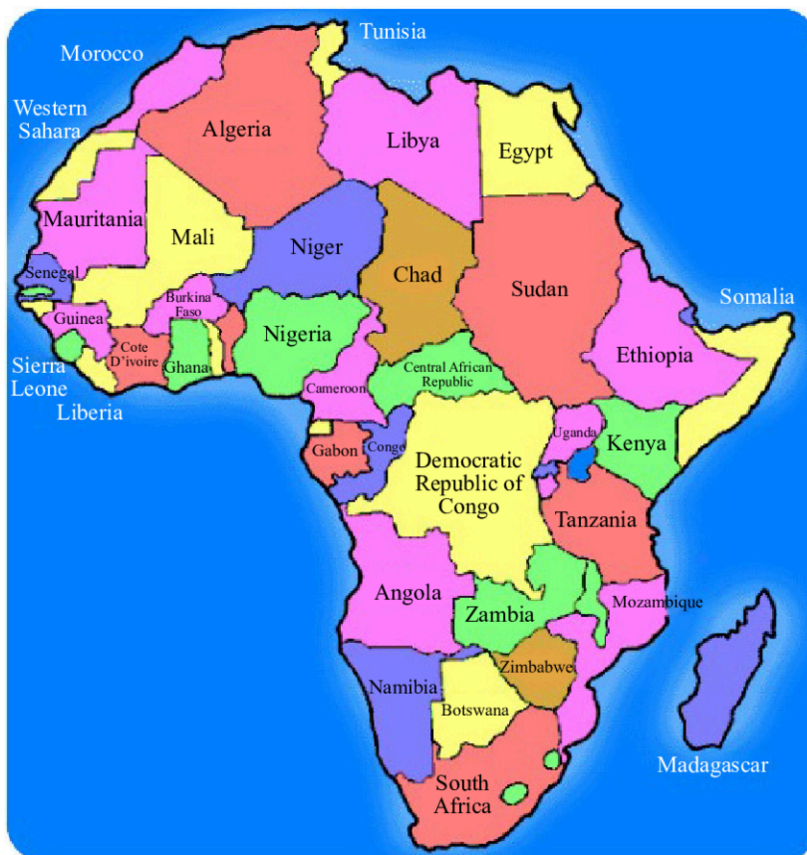 Tunisia
Morocco
Western
Sahara
Algeria
Libya
Egypt
Mauritania
Mali
Niger
Chad
Sudan
Senegal
Burkina
Faso
Somalia
Guinea
Nigeria
Cote
D'ivoire
Ghana
Ethiopia
Sierra
Leone
Liberia
Central African
Republic
Cameroon
Uganda
Kenya
Gabon
Congo
Democratic
Republic of
Congo
Tanzania
Angola
Zambia
Mozambique
Zimbabwe
Namibia
Botswana
Madagascar
South
Africa